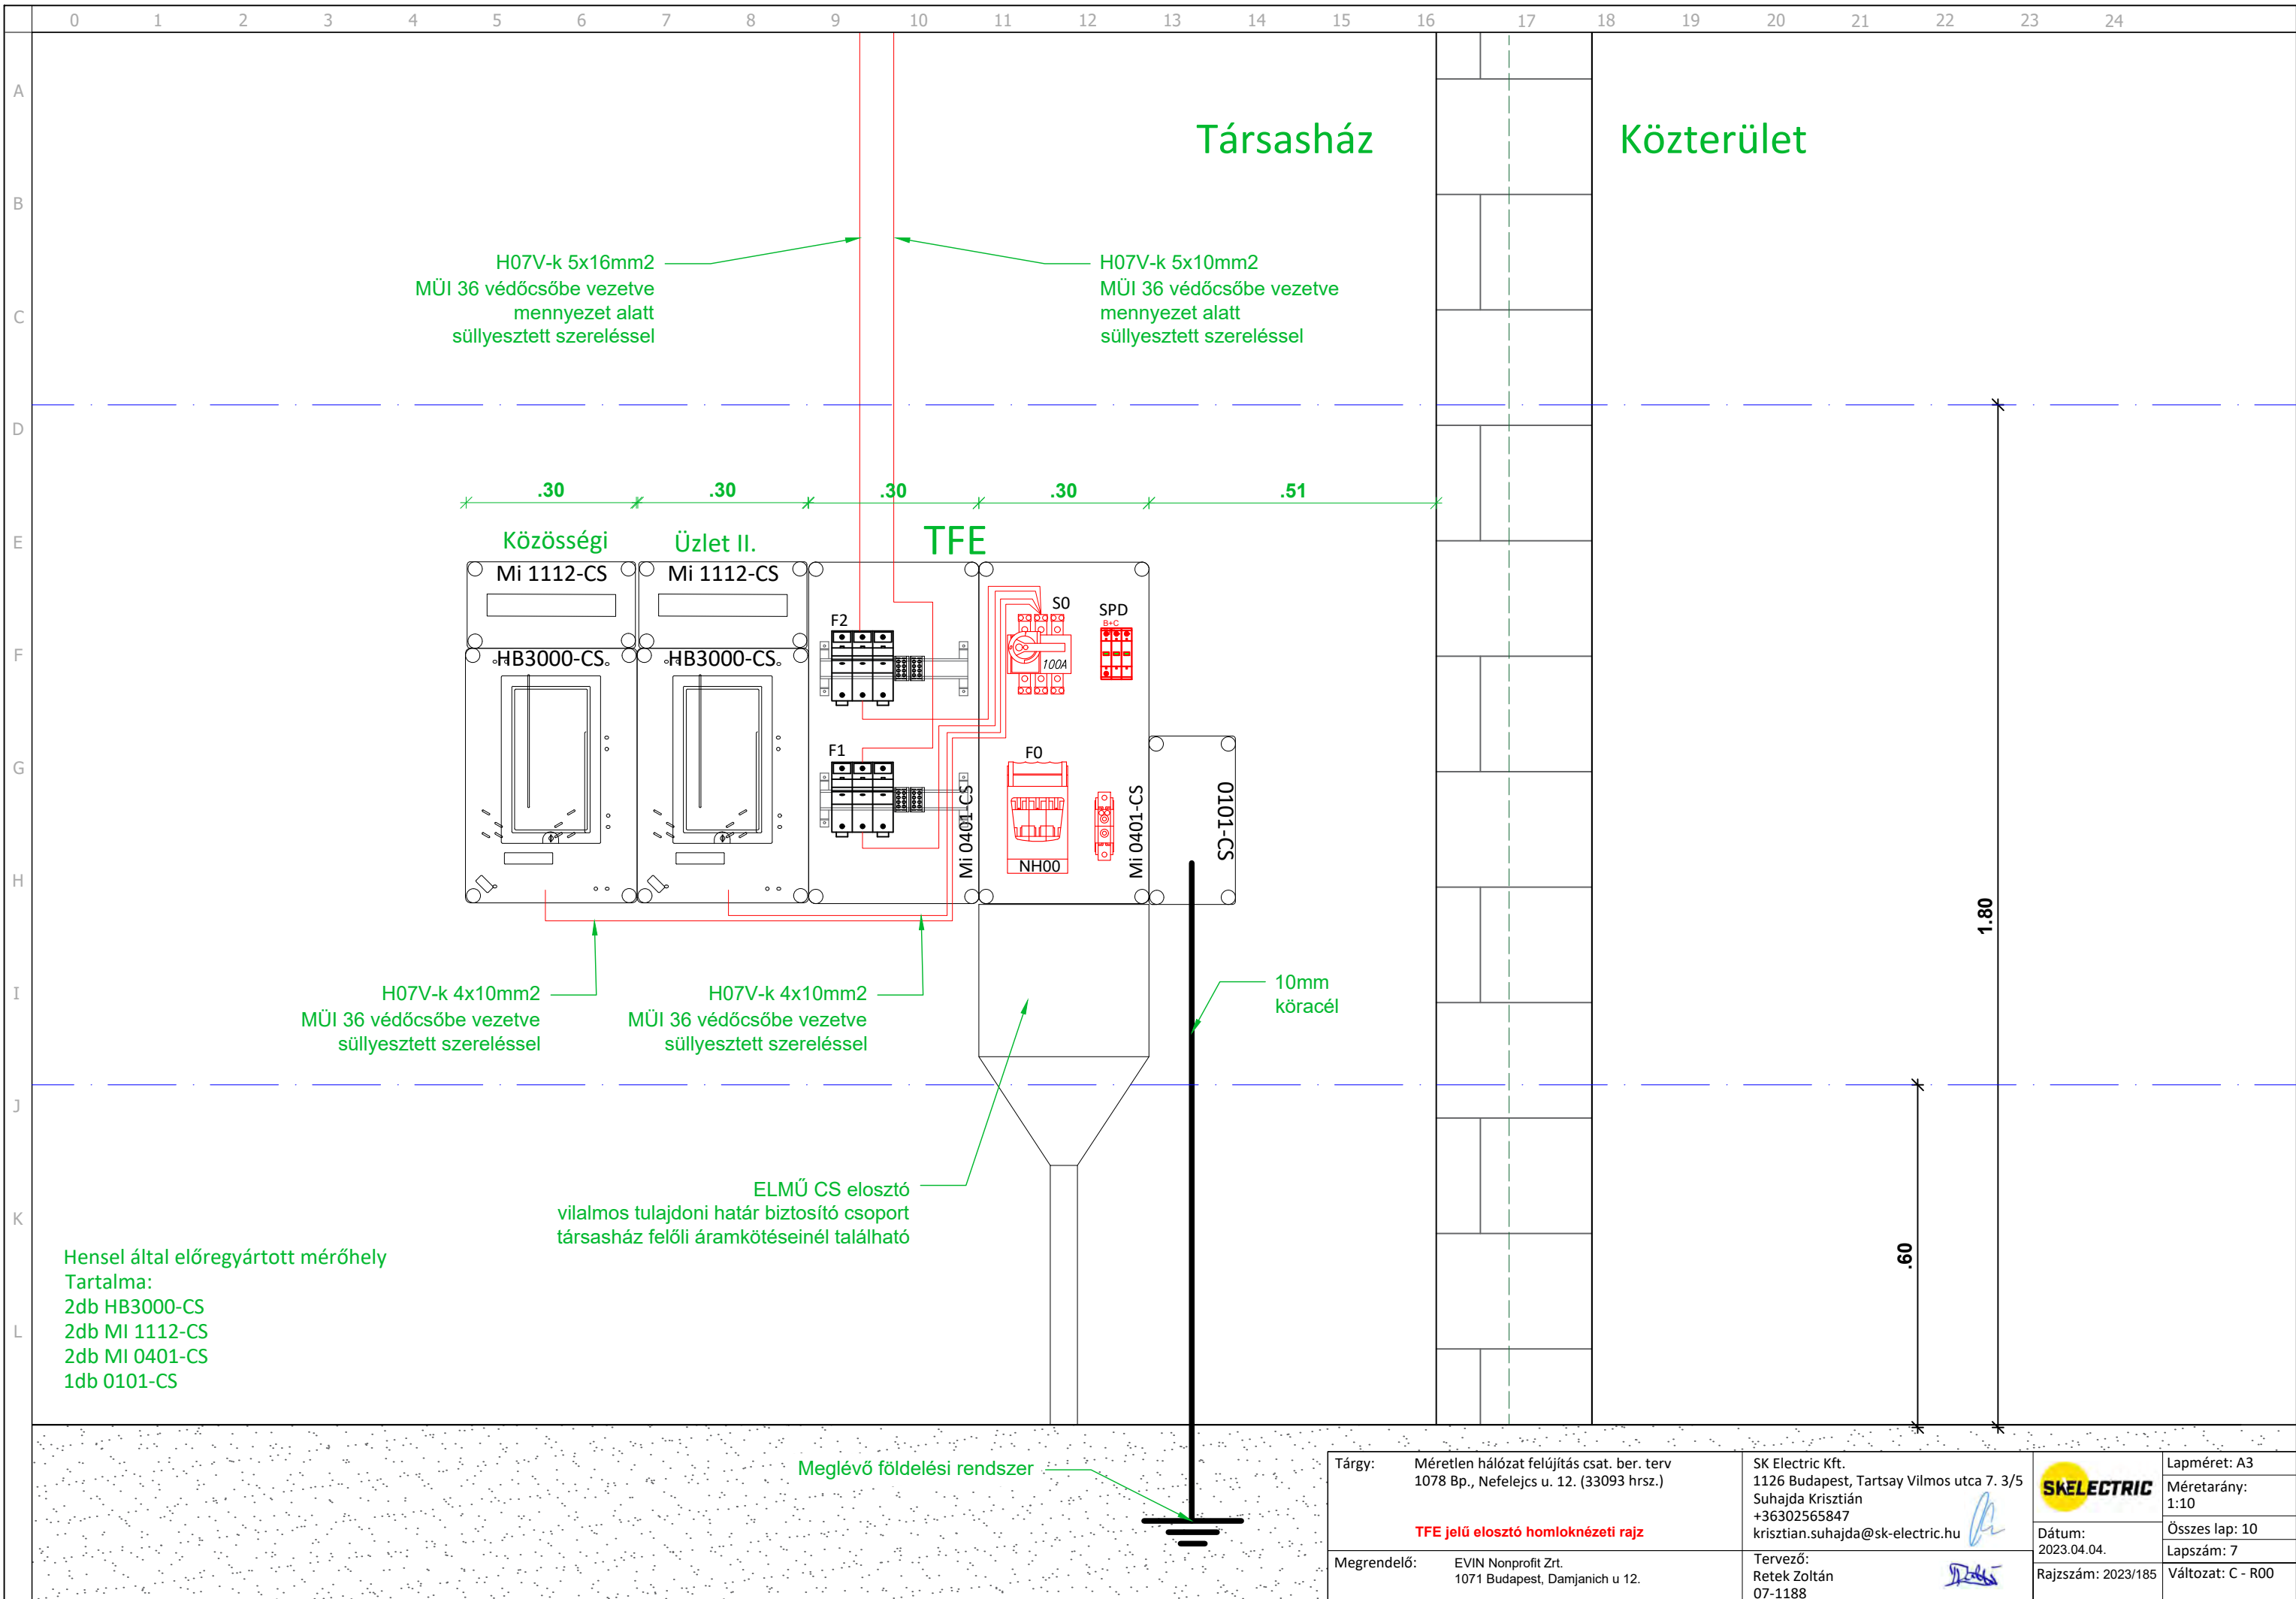 0 1 2 3 4 5 6 7 8 9 10 11 12 13 14 15 16 17 18 19 20 21 22 23 24
A
B
C
D
E
F
G
H
I
J
K
L
Társasház
Közterület
H07V-k 5x16mm2
MÜI 36 védőcsőbe vezetve
mennyezet alatt
süllyesztett szereléssel
H07V-k 5x10mm2
MÜI 36 védőcsőbe vezetve
mennyezet alatt
süllyesztett szereléssel
.30 .30 .30 .30 .51
Közösségi
Üzlet II.
TFE
Mi 1112-CS
Mi 1112-CS
HB3000-CS
HB3000-CS
F2
S0
SPD
B+C
100A
F1
F0
NH00
Mi 0401-CS
Mi 0401-CS
0101-CS
1.80
.60
H07V-k 4x10mm2
MÜI 36 védőcsőbe vezetve
süllyesztett szereléssel
H07V-k 4x10mm2
MÜI 36 védőcsőbe vezetve
süllyesztett szereléssel
10mm
köracél
ELMŰ CS elosztó
vilalmos tulajdoni határ biztosító csoport
társasház felőli áramkötéseinél található
Hensel által előregyártott mérőhely
Tartalma:
2db HB3000-CS
2db MI 1112-CS
2db MI 0401-CS
1db 0101-CS
Meglévő földelési rendszer
Tárgy: Méretlen hálózat felújítás csat. ber. terv
1078 Bp., Nefelejcs u. 12. (33093 hrsz.)
TFE jelű elosztó homloknézeti rajz
Megrendelő: EVIN Nonprofit Zrt.
1071 Budapest, Damjanich u 12.
SK Electric Kft.
1126 Budapest, Tartsay Vilmos utca 7. 3/5
Suhajda Krisztián
+36302565847
krisztian.suhajda@sk-electric.hu
Tervező:
Retek Zoltán
07-1188
SKELECTRIC
Dátum:
2023.04.04.
Rajzszám: 2023/185
Lapméret: A3
Méretarány:
1:10
Összes lap: 10
Lapszám: 7
Változat: C - R00